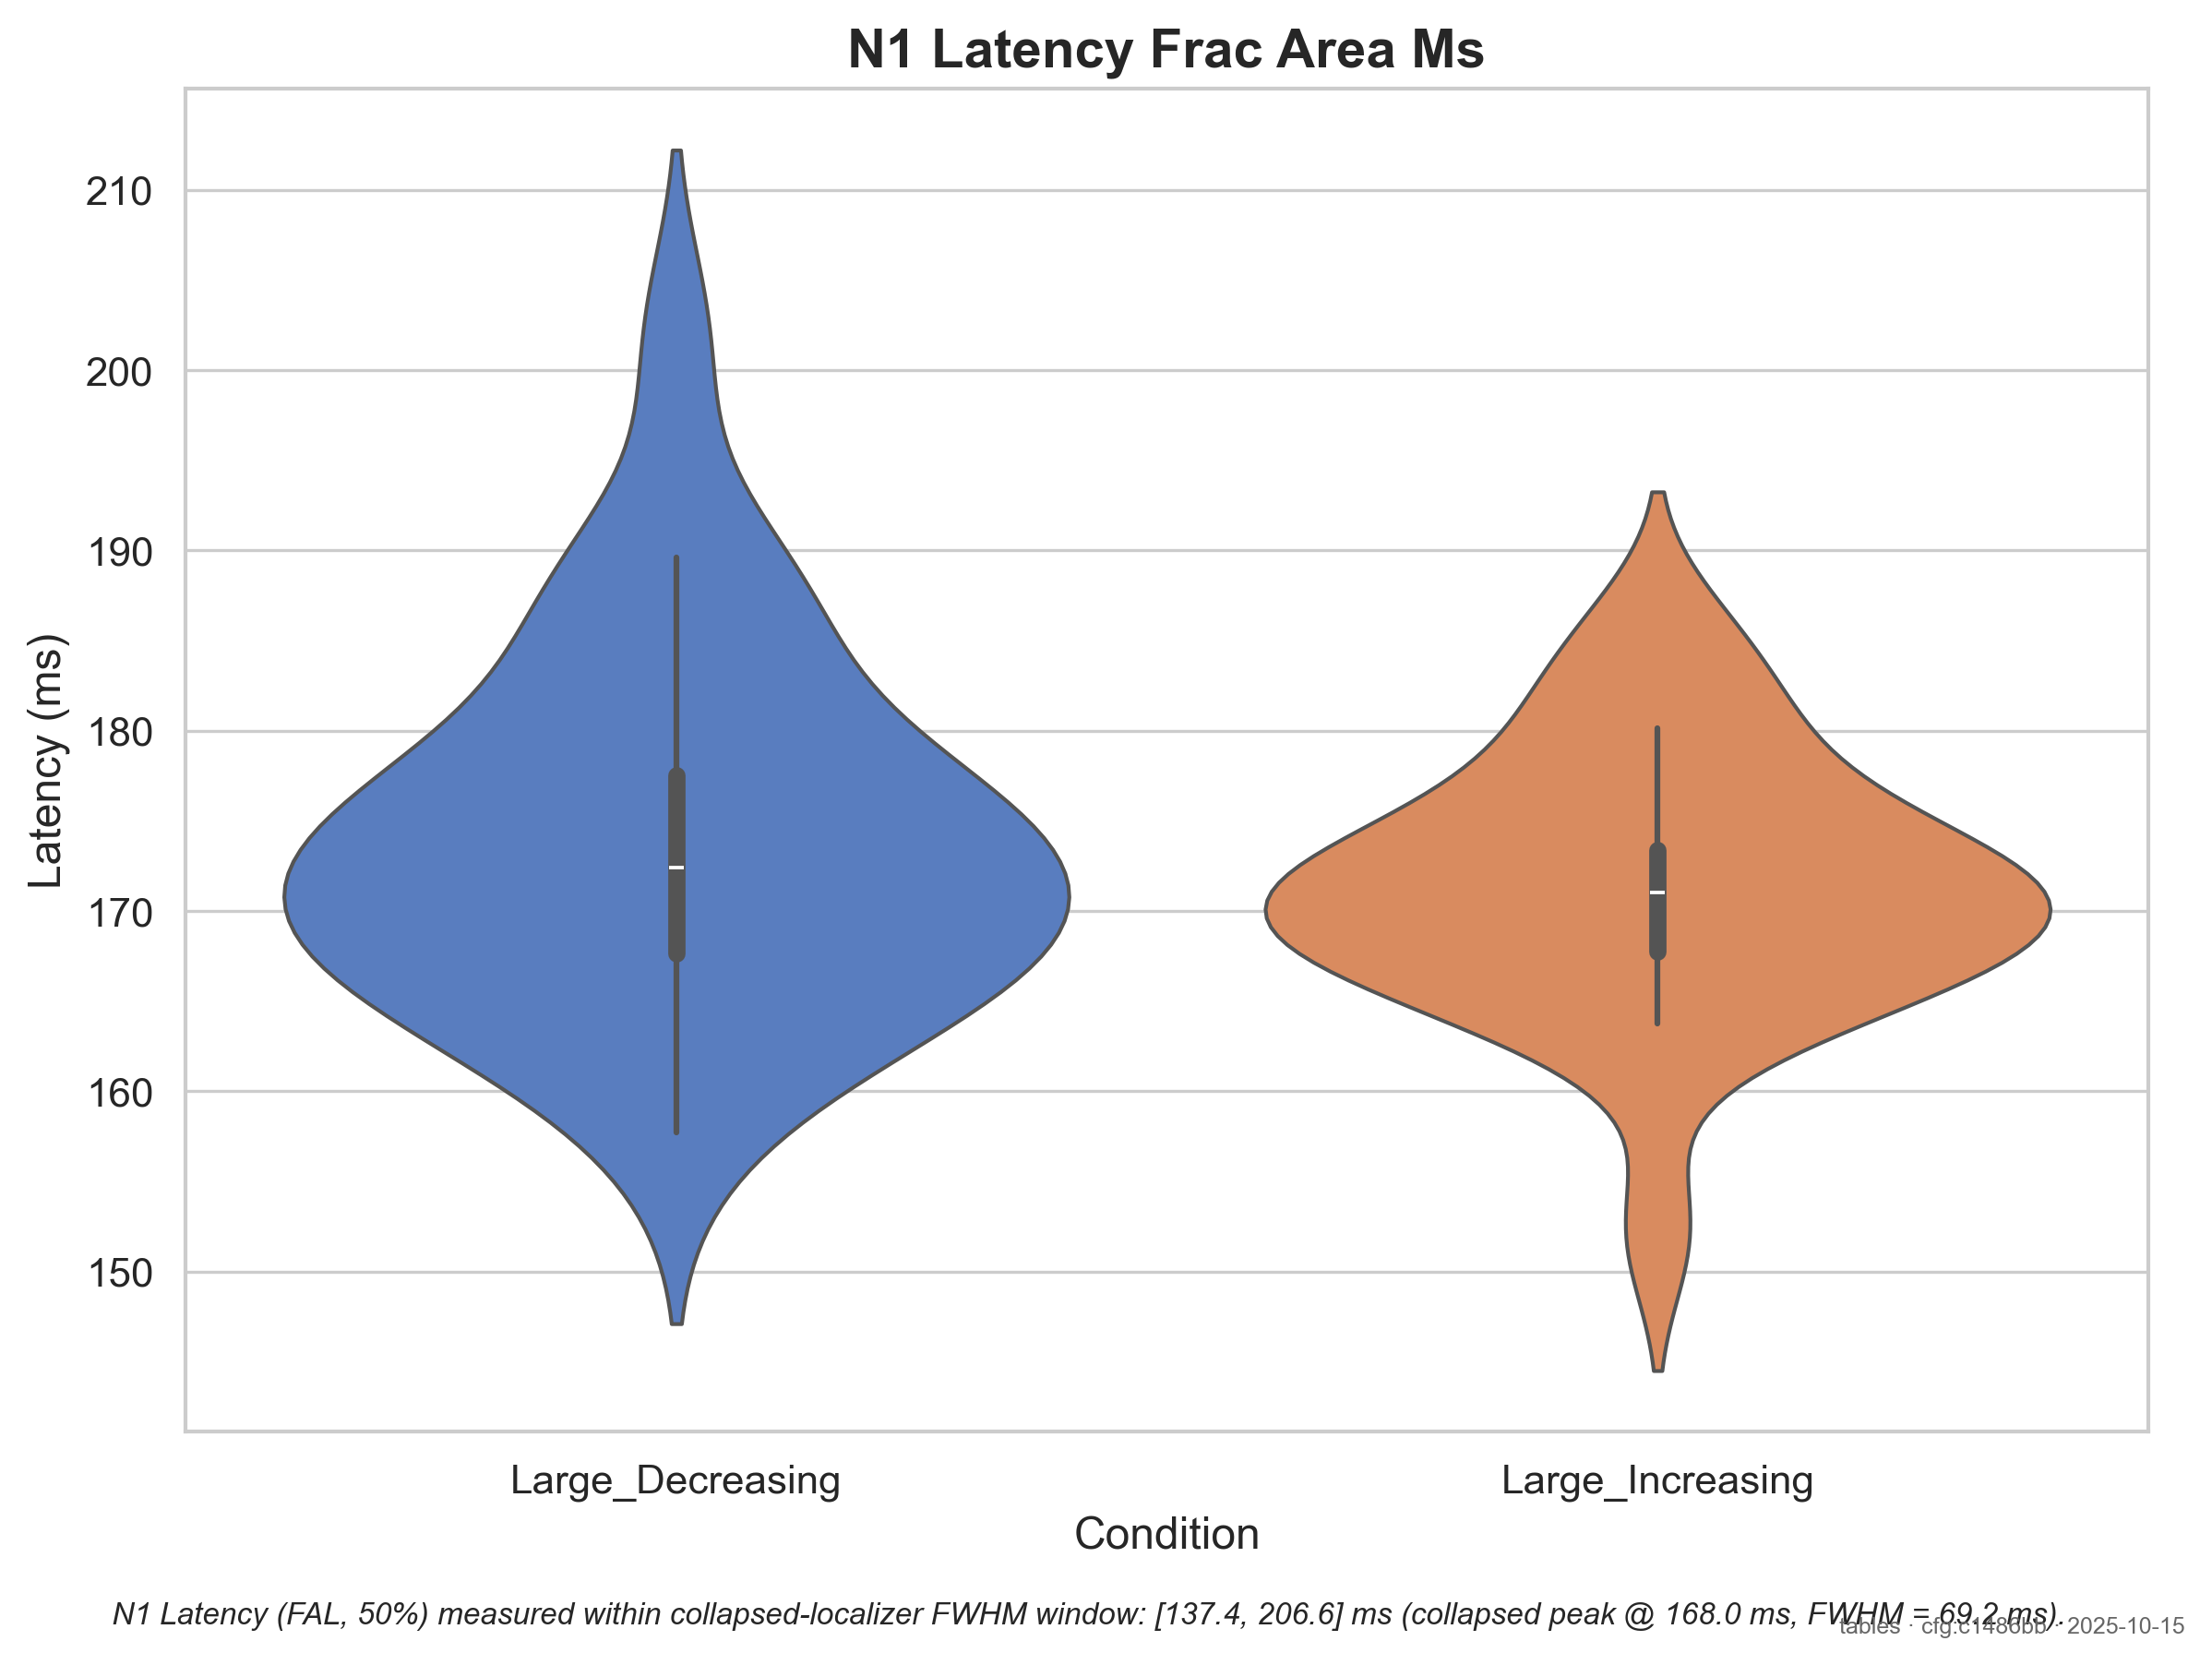 N1 Latency Frac Area Ms
Latency (ms)
210
200
190
180
170
160
150
Large_Decreasing
Large_Increasing
Condition
N1 Latency (FAL, 50%) measured within collapsed-localizer FWHM window: [137.4, 206.6] ms (collapsed peak @ 168.0 ms, FWHM = 69.2 ms).
tables · cfg:c1486bb · 2025-10-15